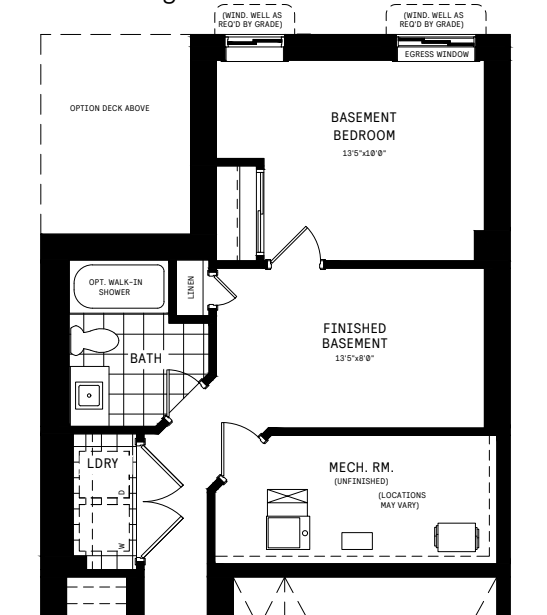 (WIND. WELL AS
REQ'D BY GRADE)
(WIND. WELL AS
REQ'D BY GRADE)
EGRESS WINDOW
OPTION DECK ABOVE
BASEMENT
BEDROOM
13'5"x10'0"
OPT. WALK-IN
SHOWER
LINEN
FINISHED
BASEMENT
13'5"x8'0"
BATH
LDRY
D
W
MECH. RM.
(UNFINISHED)
(LOCATIONS
MAY VARY)